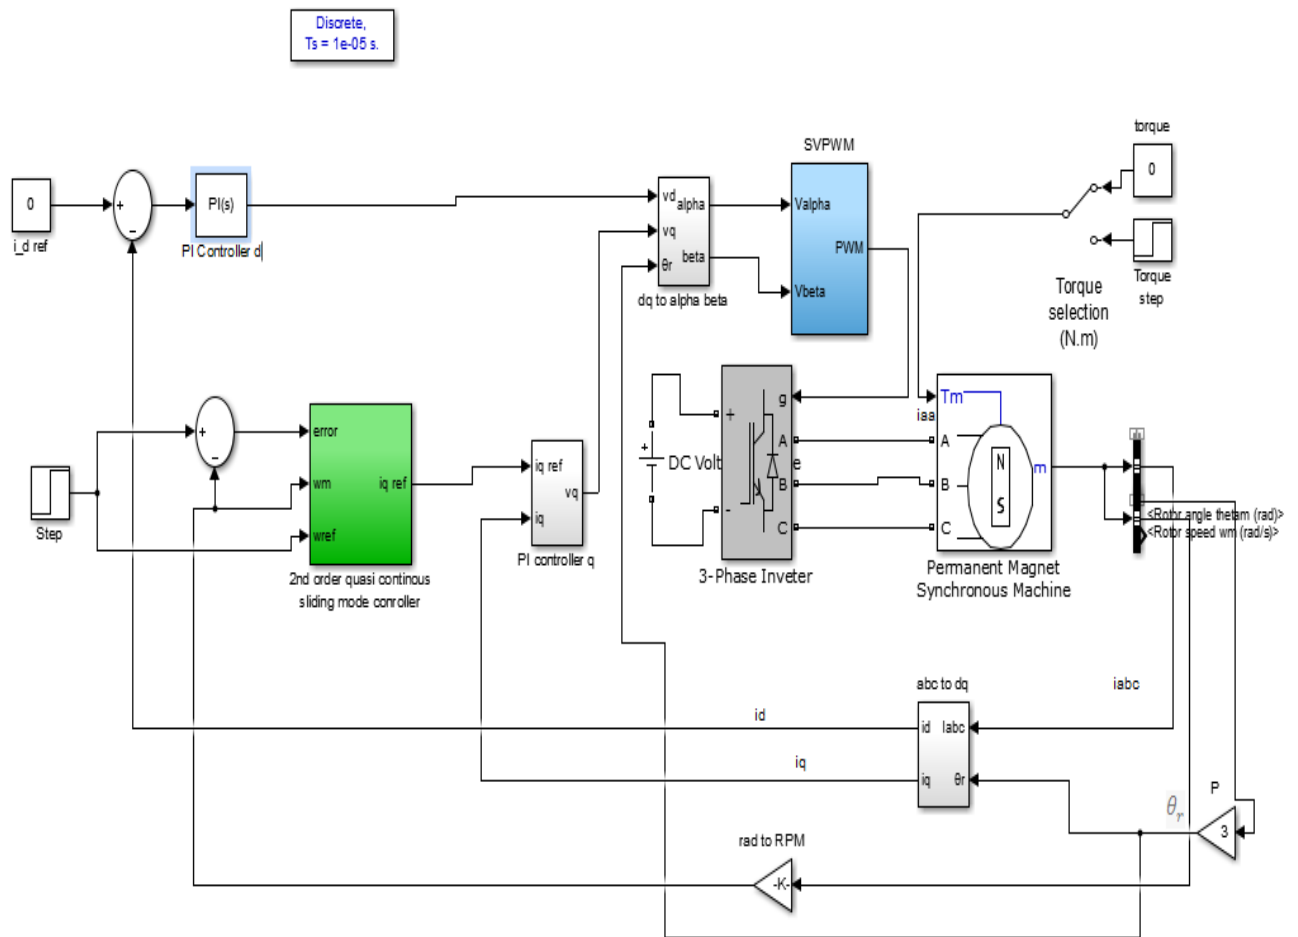 Discrete,
Ts = 1e-05 s.
torque
0
SVPWM
0
i_d ref
+
−
PI(s)
PI Controller d
vd
vq
θr
alpha
beta
dq to alpha beta
Valpha
Vbeta
PWM
Torque
step
Torque
selection
(N.m)
+
−
Step
error
wm
wref
iq ref
2nd order quasi continous
sliding mode conroller
iq ref
iq
vq
PI controller q
+
DC Volt
e
+
-
g
A
B
C
3-Phase Inveter
iaa
Tm
A
B
C
N
S
m
Permanent Magnet
Synchronous Machine
<Rotor angle thetam (rad)>
<Rotor speed wm (rad/s)>
abc to dq
iabc
id
id
Iabc
iq
iq
θr
P
θr
3
rad to RPM
-K-